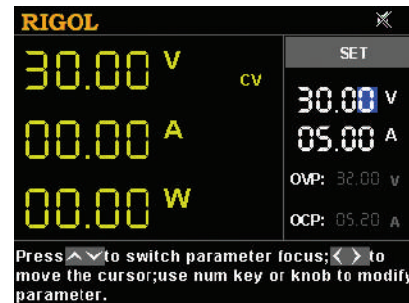 RIGOL
SET
30.00 V
CV
00.00 A
00.00 W
30.00 V
05.00 A
OVP: 32.00 V
OCP: 05.20 A
Press to switch parameter focus; to
move the cursor;use num key or knob to modify
parameter.